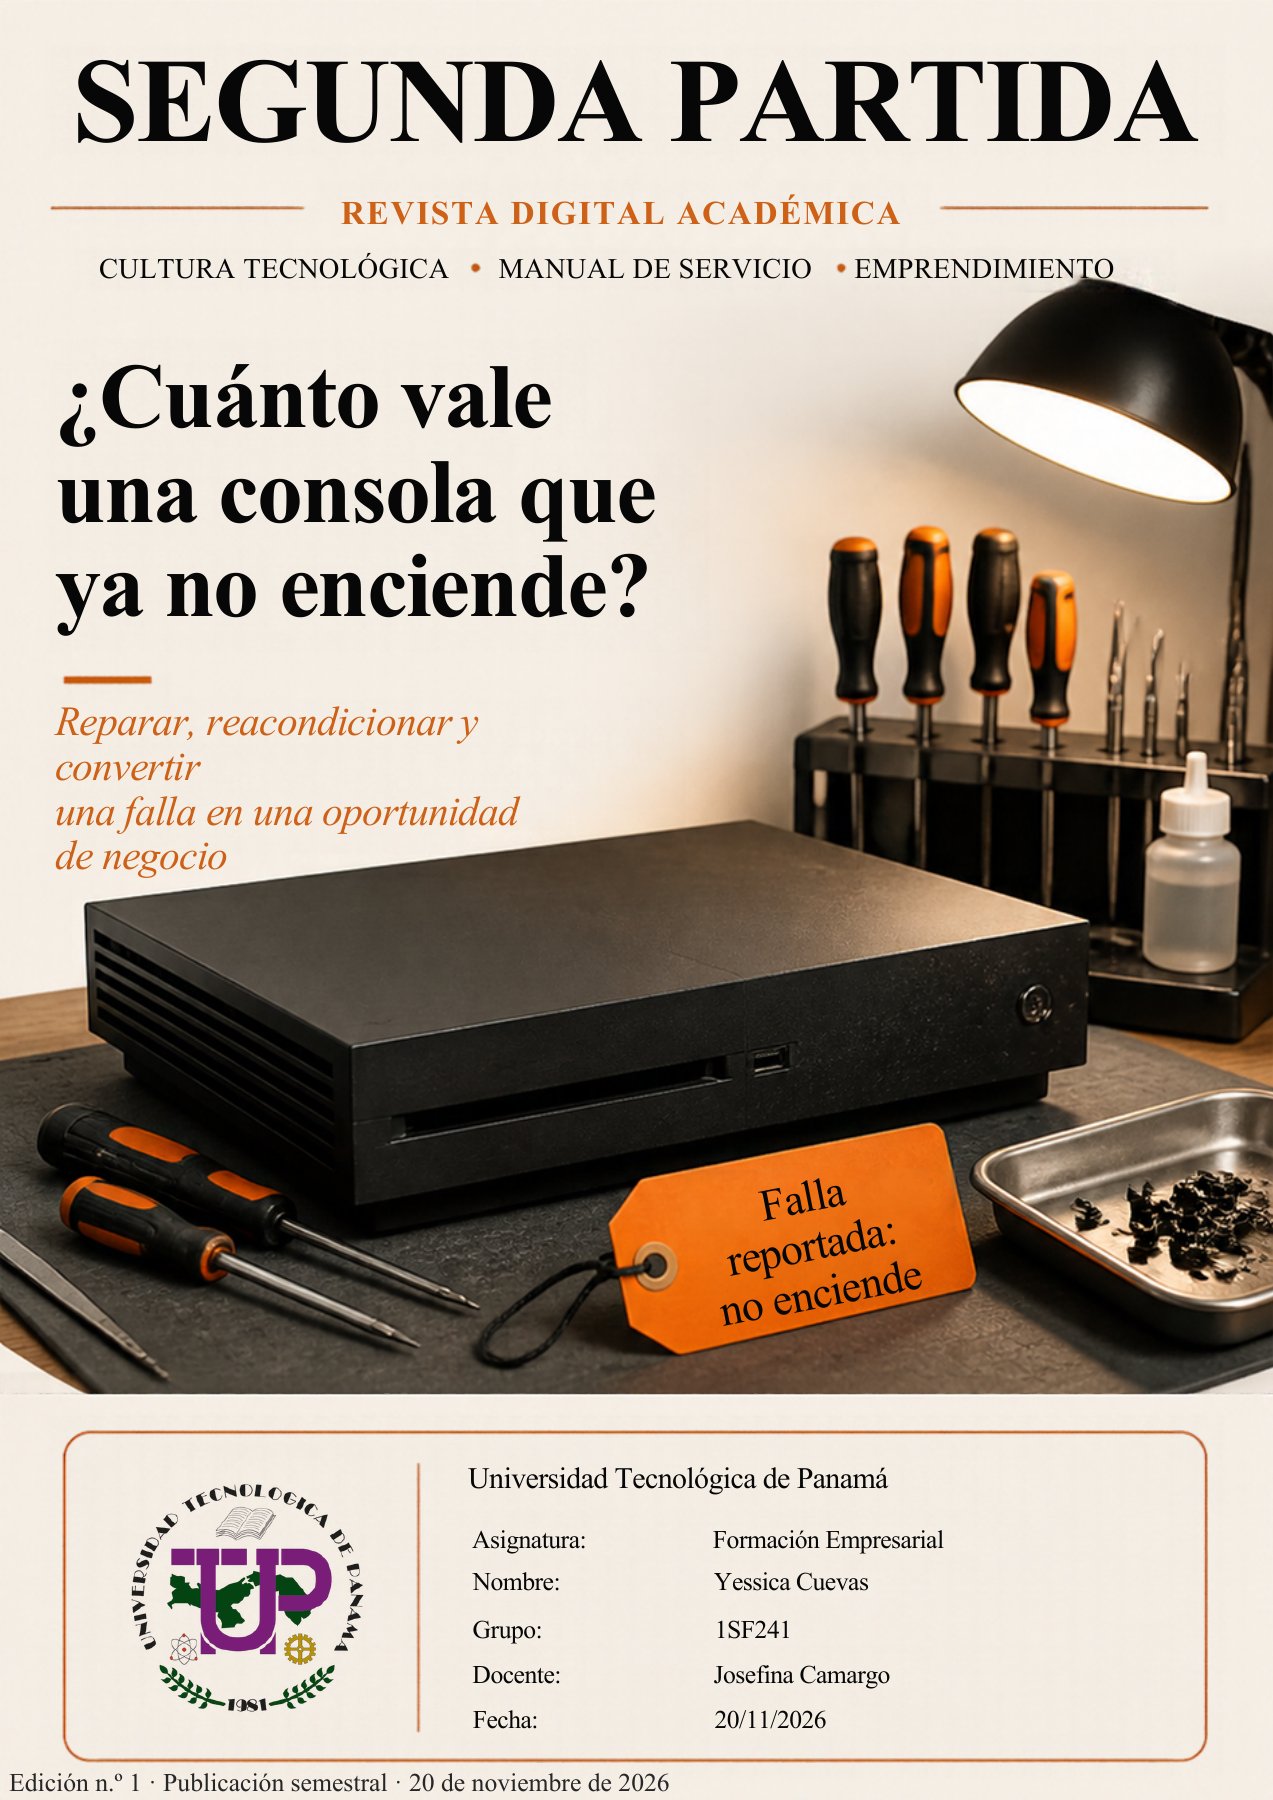 SEGUNDA PARTIDA
REVISTA DIGITAL ACADÉMICA
CULTURA TECNOLÓGICA • MANUAL DE SERVICIO • EMPRENDIMIENTO
¿Cuánto vale
una consola que
ya no enciende?
Reparar, reacondicionar y
convertir
una falla en una oportunidad
de negocio
Falla
reportada:
no enciende
UNIVERSIDAD TECNOLOGICA DE PANAMA
UTP
1981
Universidad Tecnológica de Panamá
Asignatura: Formación Empresarial
Nombre: Yessica Cuevas
Grupo: 1SF241
Docente: Josefina Camargo
Fecha: 20/11/2026
Edición n.º 1 · Publicación semestral · 20 de noviembre de 2026